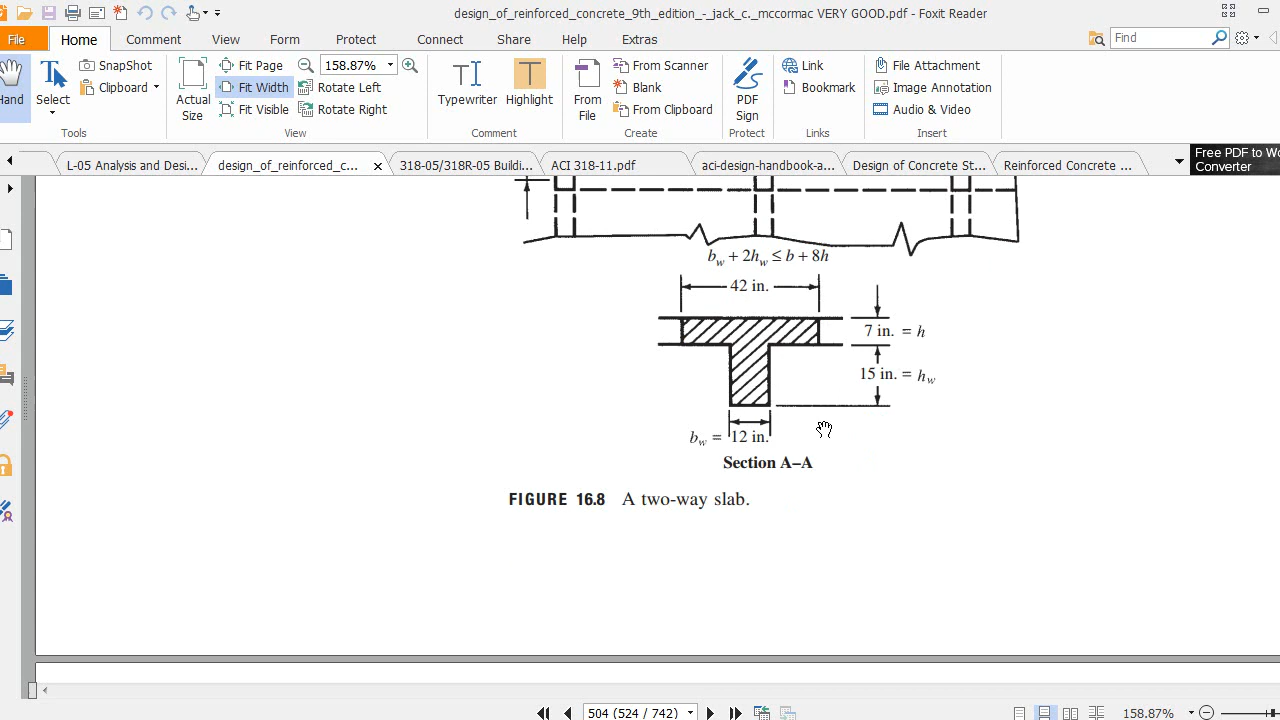 design_of_reinforced_concrete_9th_edition_-_jack_c._mccormac VERY GOOD.pdf - Foxit Reader
File Home Comment View Form Protect Connect Share Help Extras Find
Hand Select SnapShot Clipboard Actual Size Fit Page Fit Width Fit Visible 158.87% Rotate Left Rotate Right Typewriter Highlight From File From Scanner Blank From Clipboard PDF Sign Link Bookmark File Attachment Image Annotation Audio & Video
Tools View Comment Create Protect Links Insert
L-05 Analysis and Desi... design_of_reinforced_c... 318-05/318R-05 Buildi... ACI 318-11.pdf aci-design-handbook-a... Design of Concrete St... Reinforced Concrete ... Free PDF to Wo
Converter
b_w + 2h_w ≤ b + 8h
42 in.
7 in. = h
15 in. = h_w
b_w = 12 in.
Section A–A
FIGURE 16.8 A two-way slab.
504 (524 / 742) 158.87%